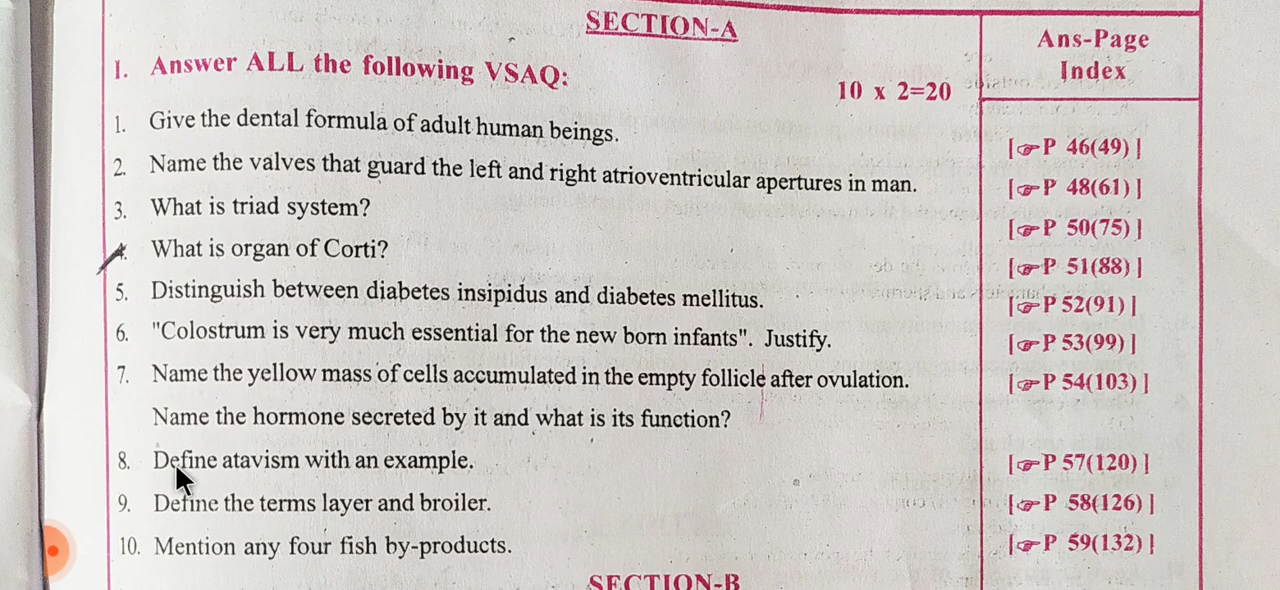 SECTION-A
Ans-Page
Index
I. Answer ALL the following VSAQ:
10 x 2=20
1. Give the dental formula of adult human beings.
[☞P 46(49)]
2. Name the valves that guard the left and right atrioventricular apertures in man.
[☞P 48(61)]
3. What is triad system?
[☞P 50(75)]
4. What is organ of Corti?
[☞P 51(88)]
5. Distinguish between diabetes insipidus and diabetes mellitus.
[☞P 52(91)]
6. "Colostrum is very much essential for the new born infants". Justify.
[☞P 53(99)]
7. Name the yellow mass of cells accumulated in the empty follicle after ovulation.
[☞P 54(103)]
Name the hormone secreted by it and what is its function?
8. Define atavism with an example.
[☞P 57(120)]
9. Define the terms layer and broiler.
[☞P 58(126)]
10. Mention any four fish by-products.
[☞P 59(132)]
SECTION-B